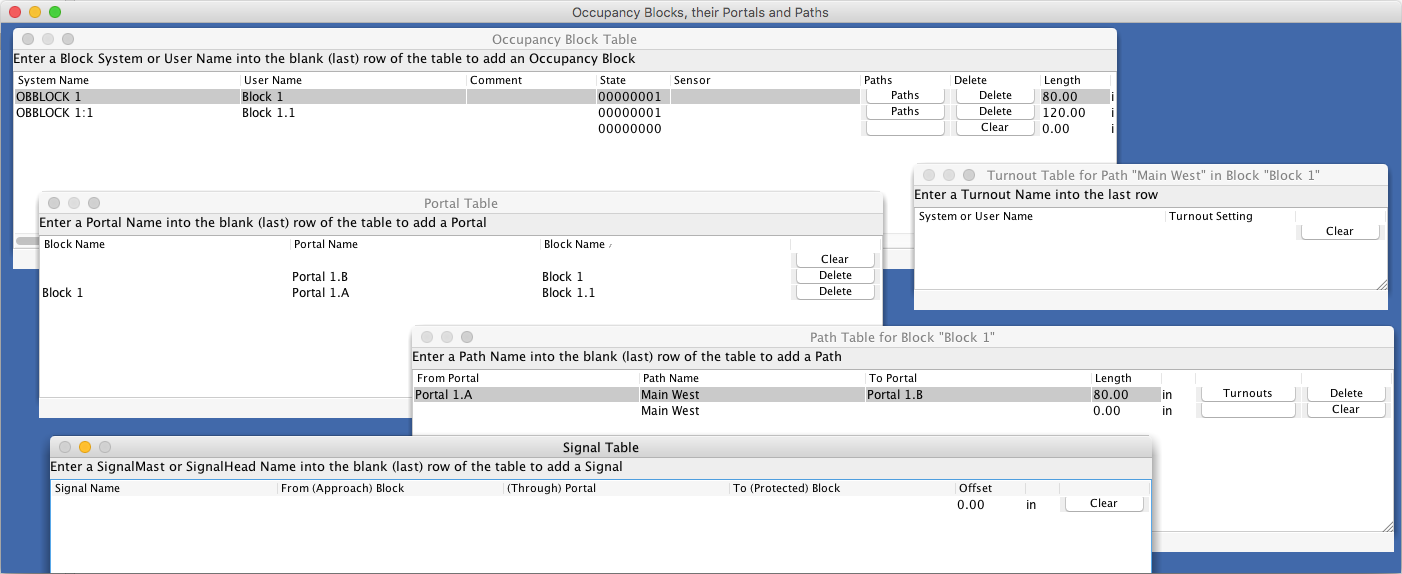 Occupancy Blocks, their Portals and Paths
Occupancy Block Table
Enter a Block System or User Name into the blank (last) row of the table to add an Occupancy Block
System Name User Name Comment State Sensor Paths Delete Length
OBBLOCK 1 Block 1 00000001 Paths Delete 80.00 i
OBBLOCK 1:1 Block 1.1 00000001 Paths Delete 120.00 i
00000000 Clear 0.00 i
Turnout Table for Path "Main West" in Block "Block 1"
Enter a Turnout Name into the last row
System or User Name Turnout Setting
Clear
Portal Table
Enter a Portal Name into the blank (last) row of the table to add a Portal
Block Name Portal Name Block Name
Clear
Portal 1.B Block 1 Delete
Block 1 Portal 1.A Block 1.1 Delete
Path Table for Block "Block 1"
Enter a Path Name into the blank (last) row of the table to add a Path
From Portal Path Name To Portal Length
Portal 1.A Main West Portal 1.B 80.00 in Turnouts Delete
Main West 0.00 in Clear
Signal Table
Enter a SignalMast or SignalHead Name into the blank (last) row of the table to add a Signal
Signal Name From (Approach) Block (Through) Portal To (Protected) Block Offset
0.00 in Clear